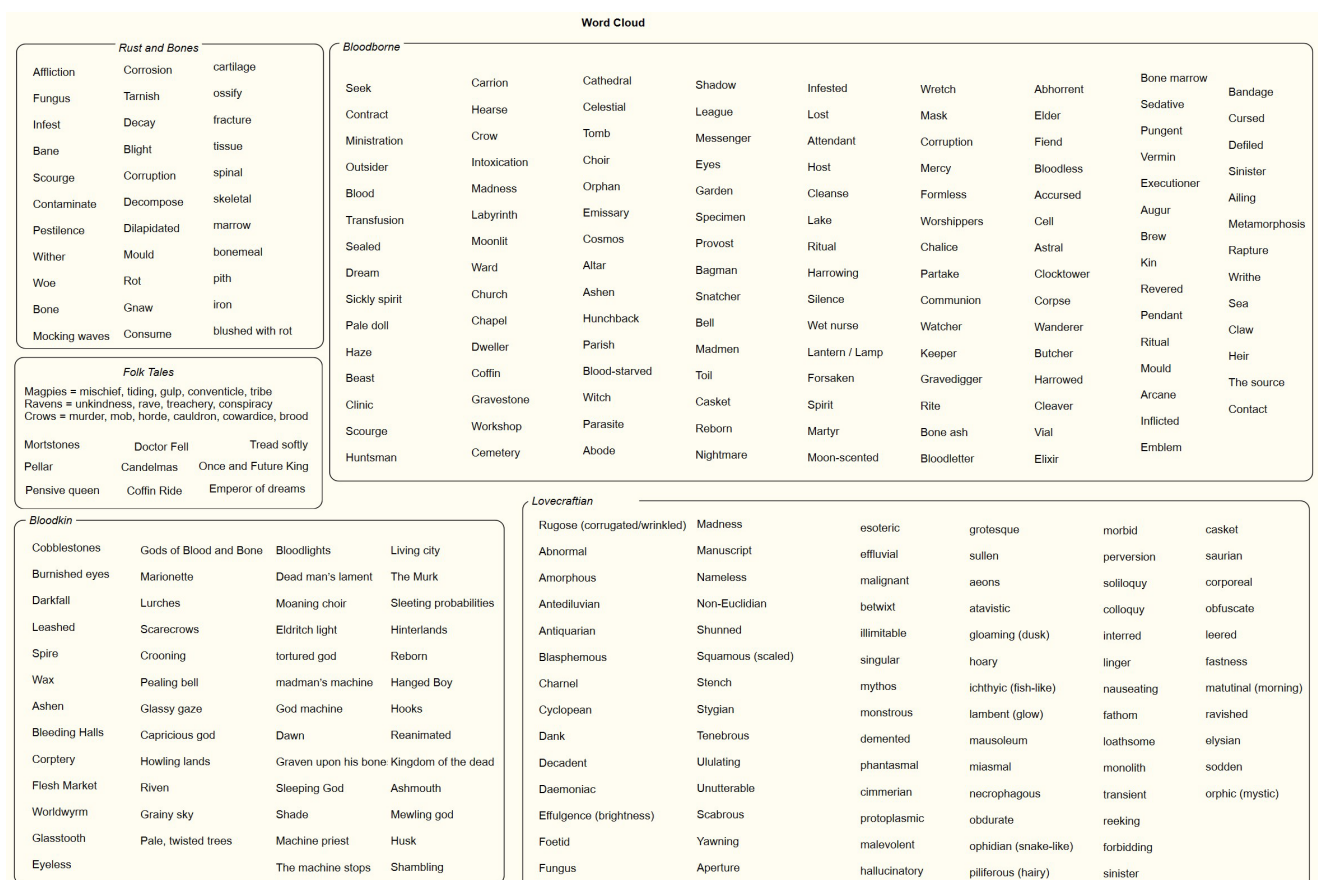 Word Cloud
Rust and Bones
Affliction
Fungus
Infest
Bane
Scourge
Contaminate
Pestilence
Wither
Woe
Bone
Mocking waves
Corrosion
Tarnish
Decay
Blight
Corruption
Decompose
Dilapidated
Mould
Rot
Gnaw
Consume
cartilage
ossify
fracture
tissue
spinal
skeletal
marrow
bonemeal
pith
iron
blushed with rot
Bloodborne
Seek
Contract
Ministration
Outsider
Blood
Transfusion
Sealed
Dream
Sickly spirit
Pale doll
Haze
Beast
Clinic
Scourge
Huntsman
Carrion
Hearse
Crow
Intoxication
Madness
Labyrinth
Moonlit
Ward
Church
Chapel
Dweller
Coffin
Gravestone
Workshop
Cemetery
Cathedral
Celestial
Tomb
Choir
Orphan
Emissary
Cosmos
Altar
Ashen
Hunchback
Parish
Blood-starved
Witch
Parasite
Abode
Shadow
League
Messenger
Eyes
Garden
Specimen
Provost
Bagman
Snatcher
Bell
Madmen
Toil
Casket
Reborn
Nightmare
Infested
Lost
Attendant
Host
Cleanse
Lake
Ritual
Harrowing
Silence
Wet nurse
Lantern / Lamp
Forsaken
Spirit
Martyr
Moon-scented
Wretch
Mask
Corruption
Mercy
Formless
Worshippers
Chalice
Partake
Communion
Watcher
Keeper
Gravedigger
Rite
Bone ash
Bloodletter
Abhorrent
Elder
Fiend
Bloodless
Accursed
Cell
Astral
Clocktower
Corpse
Wanderer
Butcher
Harrowed
Cleaver
Vial
Elixir
Bone marrow
Sedative
Pungent
Vermin
Executioner
Augur
Brew
Kin
Revered
Pendant
Ritual
Mould
Arcane
Inflicted
Emblem
Bandage
Cursed
Defiled
Sinister
Ailing
Metamorphosis
Rapture
Writhe
Sea
Claw
Heir
The source
Contact
Folk Tales
Magpies = mischief, tiding, gulp, conventicle, tribe
Ravens = unkindness, rave, treachery, conspiracy
Crows = murder, mob, horde, cauldron, cowardice, brood
Mortstones
Pellar
Pensive queen
Doctor Fell
Candelmas
Coffin Ride
Tread softly
Once and Future King
Emperor of dreams
Bloodkin
Cobblestones
Burnished eyes
Darkfall
Leashed
Spire
Wax
Ashen
Bleeding Halls
Corptery
Flesh Market
Worldwyrm
Glasstooth
Eyeless
Gods of Blood and Bone
Marionette
Lurches
Scarecrows
Crooning
Pealing bell
Glassy gaze
Capricious god
Howling lands
Riven
Grainy sky
Pale, twisted trees
Bloodlights
Dead man's lament
Moaning choir
Eldritch light
tortured god
madman's machine
God machine
Dawn
Graven upon his bone
Sleeping God
Shade
Machine priest
The machine stops
Living city
The Murk
Sleeting probabilities
Hinterlands
Reborn
Hanged Boy
Hooks
Reanimated
Kingdom of the dead
Ashmouth
Mewling god
Husk
Shambling
Lovecraftian
Rugose (corrugated/wrinkled)
Abnormal
Amorphous
Antediluvian
Antiquarian
Blasphemous
Charnel
Cyclopean
Dank
Decadent
Daemoniac
Effulgence (brightness)
Foetid
Fungus
Madness
Manuscript
Nameless
Non-Euclidian
Shunned
Squamous (scaled)
Stench
Stygian
Tenebrous
Ululating
Unutterable
Scabrous
Yawning
Aperture
esoteric
effluvial
malignant
betwixt
illimitable
singular
mythos
monstrous
demented
phantasmal
cimmerian
protoplasmic
malevolent
hallucinatory
grotesque
sullen
aeons
atavistic
gloaming (dusk)
hoary
ichthyic (fish-like)
lambent (glow)
mausoleum
miasmal
necrophagous
obdurate
ophidian (snake-like)
piliferous (hairy)
morbid
perversion
soliloquy
colloquy
interred
linger
nauseating
fathom
loathsome
monolith
transient
reeking
forbidding
sinister
casket
saurian
corporeal
obfuscate
leered
fastness
matutinal (morning)
ravished
elysian
sodden
orphic (mystic)